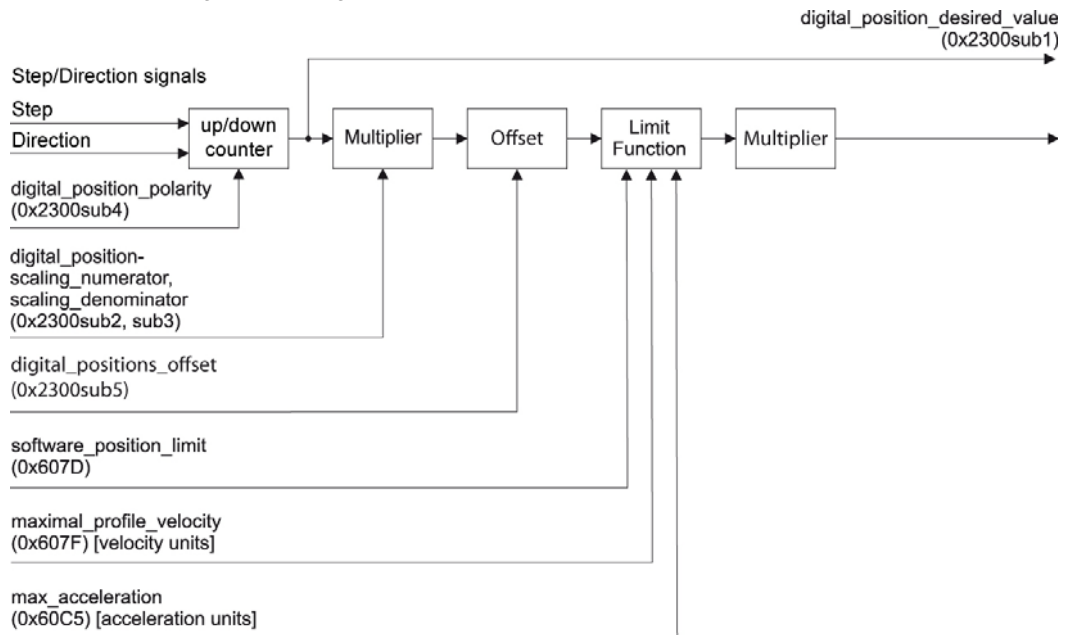 digital_position_desired_value
(0x2300sub1)
Step/Direction signals
Step
Direction
up/down
counter
Multiplier
Offset
Limit
Function
Multiplier
digital_position_polarity
(0x2300sub4)
digital_position-
scaling_numerator,
scaling_denominator
(0x2300sub2, sub3)
digital_positions_offset
(0x2300sub5)
software_position_limit
(0x607D)
maximal_profile_velocity
(0x607F) [velocity units]
max_acceleration
(0x60C5) [acceleration units]